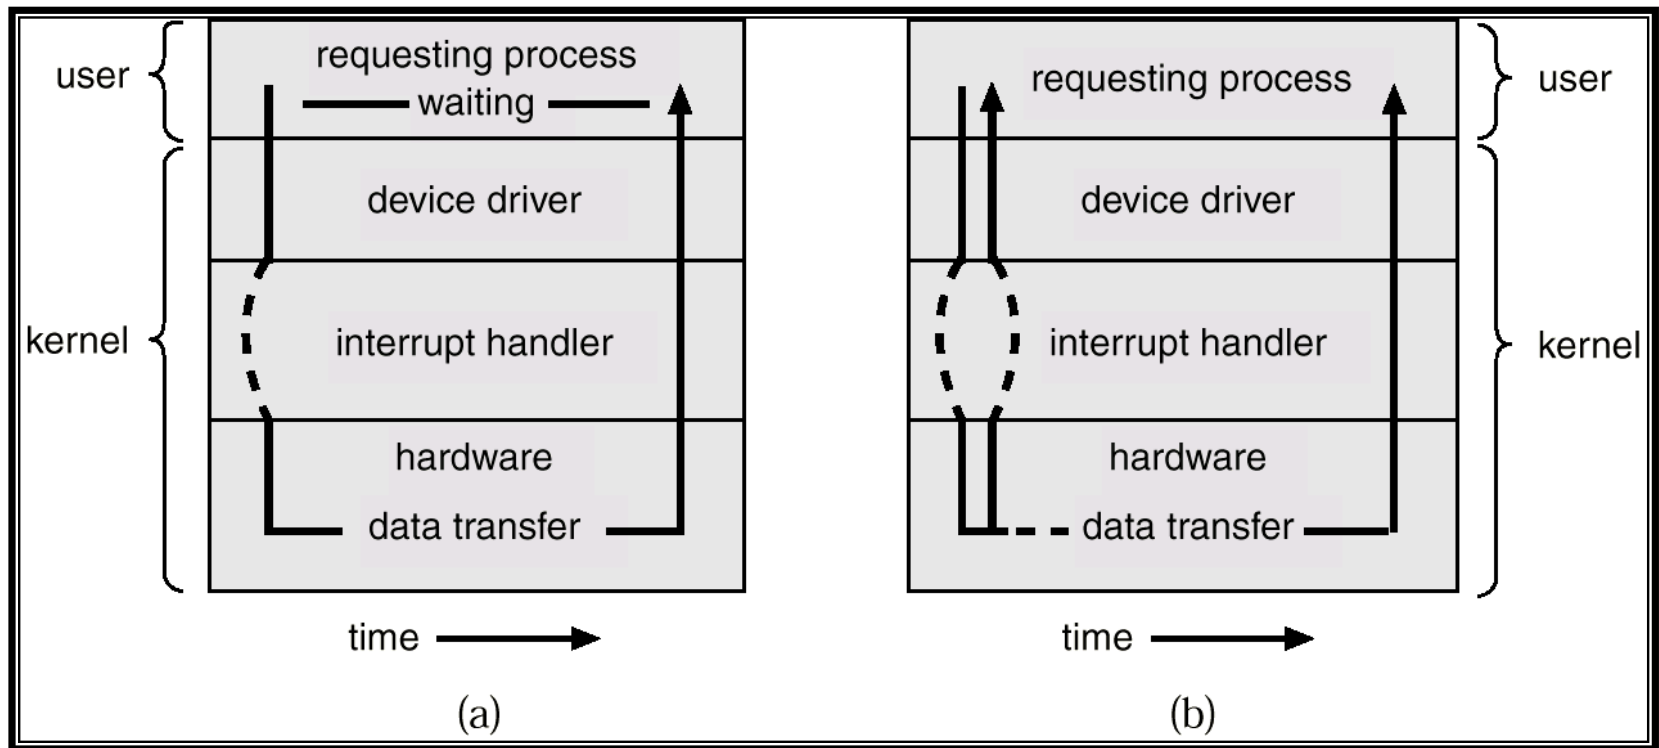 user
requesting process
waiting
device driver
kernel
interrupt handler
hardware
data transfer
time
(a)
requesting process
user
device driver
interrupt handler
kernel
hardware
data transfer
time
(b)